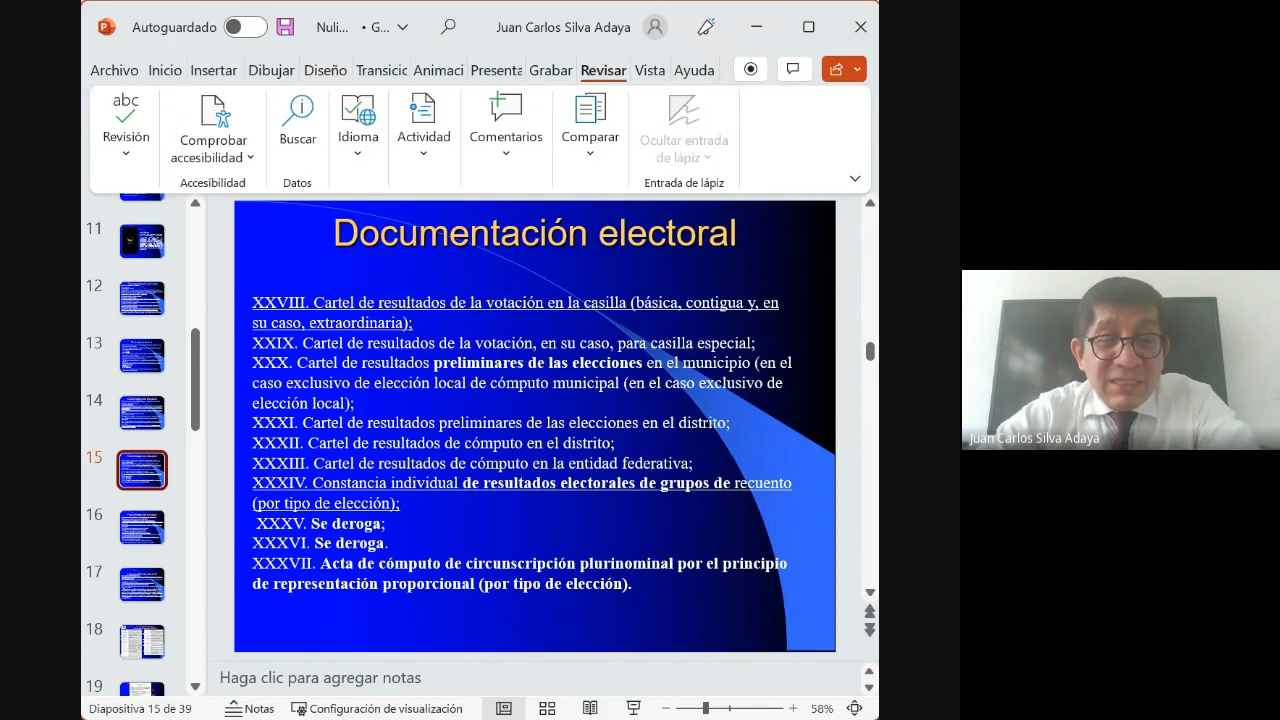 Autoguardado
Nuli... • G...
Juan Carlos Silva Adaya
Archivo Inicio Insertar Dibujar Diseño Transicic Animaci Presenta Grabar Revisar Vista Ayuda
abc
Revisión
Comprobar
accesibilidad
Accesibilidad
Buscar
Datos
Idioma
Actividad
Comentarios
Comparar
Ocultar entrada
de lápiz
Entrada de lápiz
11
12
13
14
15
16
17
18
19
Documentación electoral
XXVIII. Cartel de resultados de la votación en la casilla (básica, contigua y, en
su caso, extraordinaria);
XXIX. Cartel de resultados de la votación, en su caso, para casilla especial;
XXX. Cartel de resultados preliminares de las elecciones en el municipio (en el
caso exclusivo de elección local de cómputo municipal (en el caso exclusivo de
elección local);
XXXI. Cartel de resultados preliminares de las elecciones en el distrito;
XXXII. Cartel de resultados de cómputo en el distrito;
XXXIII. Cartel de resultados de cómputo en la entidad federativa;
XXXIV. Constancia individual de resultados electorales de grupos de recuento
(por tipo de elección);
XXXV. Se deroga;
XXXVI. Se deroga.
XXXVII. Acta de cómputo de circunscripción plurinominal por el principio
de representación proporcional (por tipo de elección).
Haga clic para agregar notas
Diapositiva 15 de 39
Notas
Configuración de visualización
58%
Juan Carlos Silva Adaya